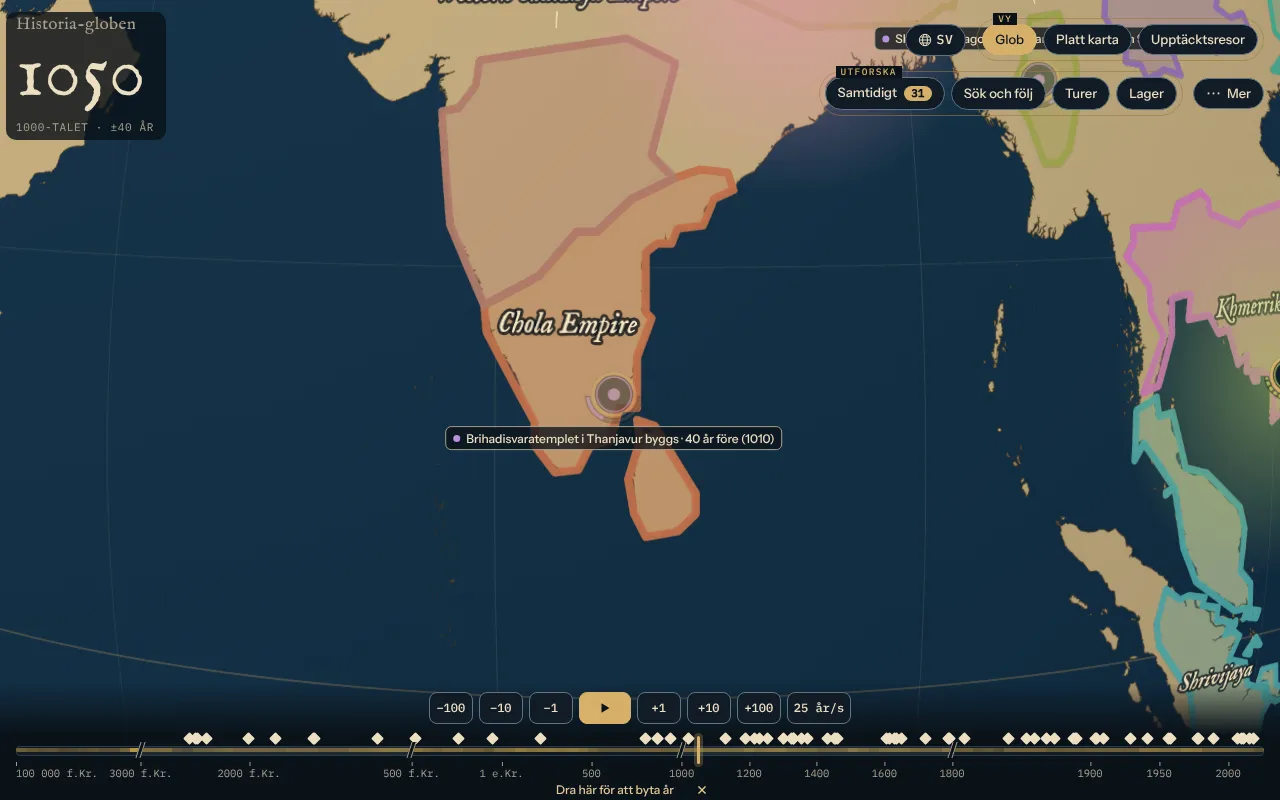 Historia-globen
1050
1000-TALET · ±40 ÅR
VY
SV
Glob
Platt karta
Upptäcktsresor
UTFORSKA
Samtidigt 31
Sök och följ
Turer
Lager
··· Mer
Chola Empire
Brihadisvaratemplet i Thanjavur byggs · 40 år före (1010)
Khmerrik
Shrivijaya
−100
−10
−1
+1
+10
+100
25 år/s
100 000 f.Kr. 3000 f.Kr. 2000 f.Kr. 500 f.Kr. 1 e.Kr. 500 1000 1200 1400 1600 1800 1900 1950 2000
Dra här för att byta år ×